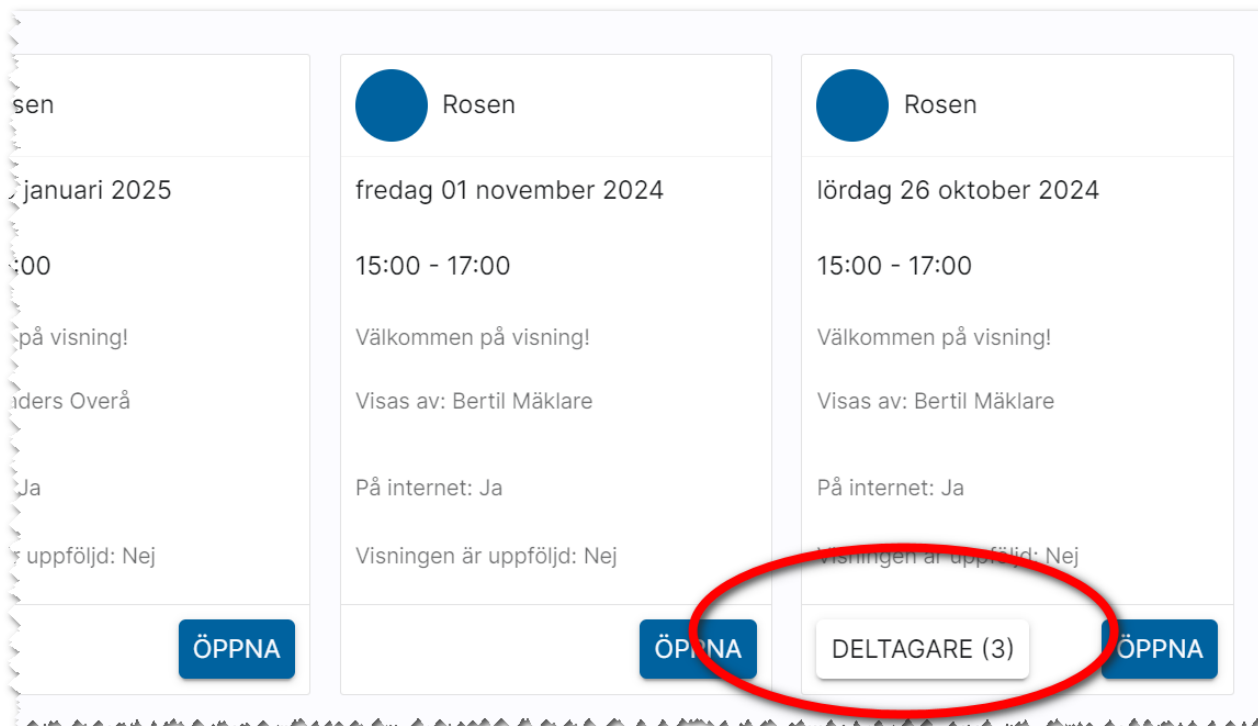 Rosen
januari 2025
:00
på visning!
Overå
Ja
uppföljd: Nej
ÖPPNA
Rosen
fredag 01 november 2024
15:00 - 17:00
Välkommen på visning!
Visas av: Bertil Mäklare
På internet: Ja
Visningen är uppföljd: Nej
ÖPPNA
Rosen
lördag 26 oktober 2024
15:00 - 17:00
Välkommen på visning!
Visas av: Bertil Mäklare
På internet: Ja
Visningen är uppföljd: Nej
DELTAGARE (3)
ÖPPNA